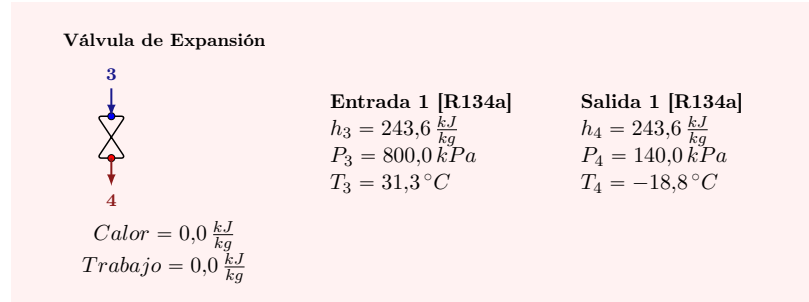 Válvula de Expansión
3
4
Calor = 0,0 kJ/kg
Trabajo = 0,0 kJ/kg
Entrada 1 [R134a]
h₃ = 243,6 kJ/kg
P₃ = 800,0 kPa
T₃ = 31,3 °C
Salida 1 [R134a]
h₄ = 243,6 kJ/kg
P₄ = 140,0 kPa
T₄ = −18,8 °C